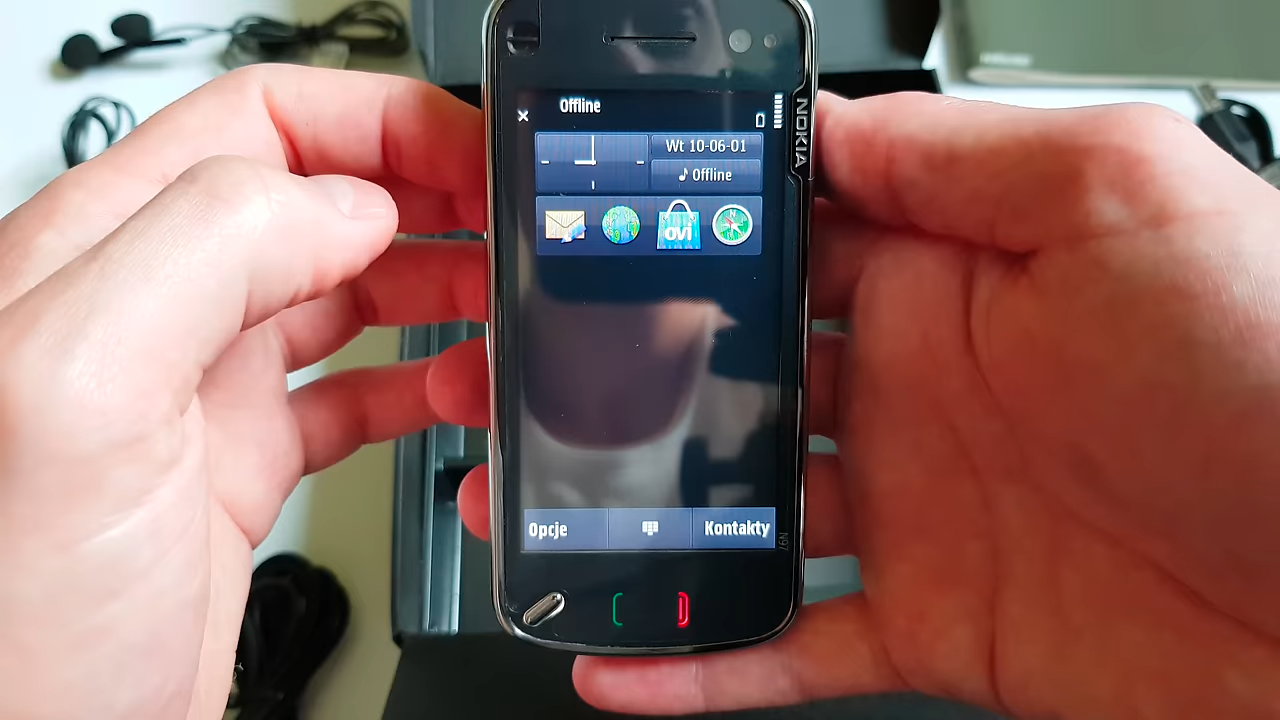 Offline
Wt 10-06-01
Offline
ovi
Opcje
Kontakty
NOKIA
N97